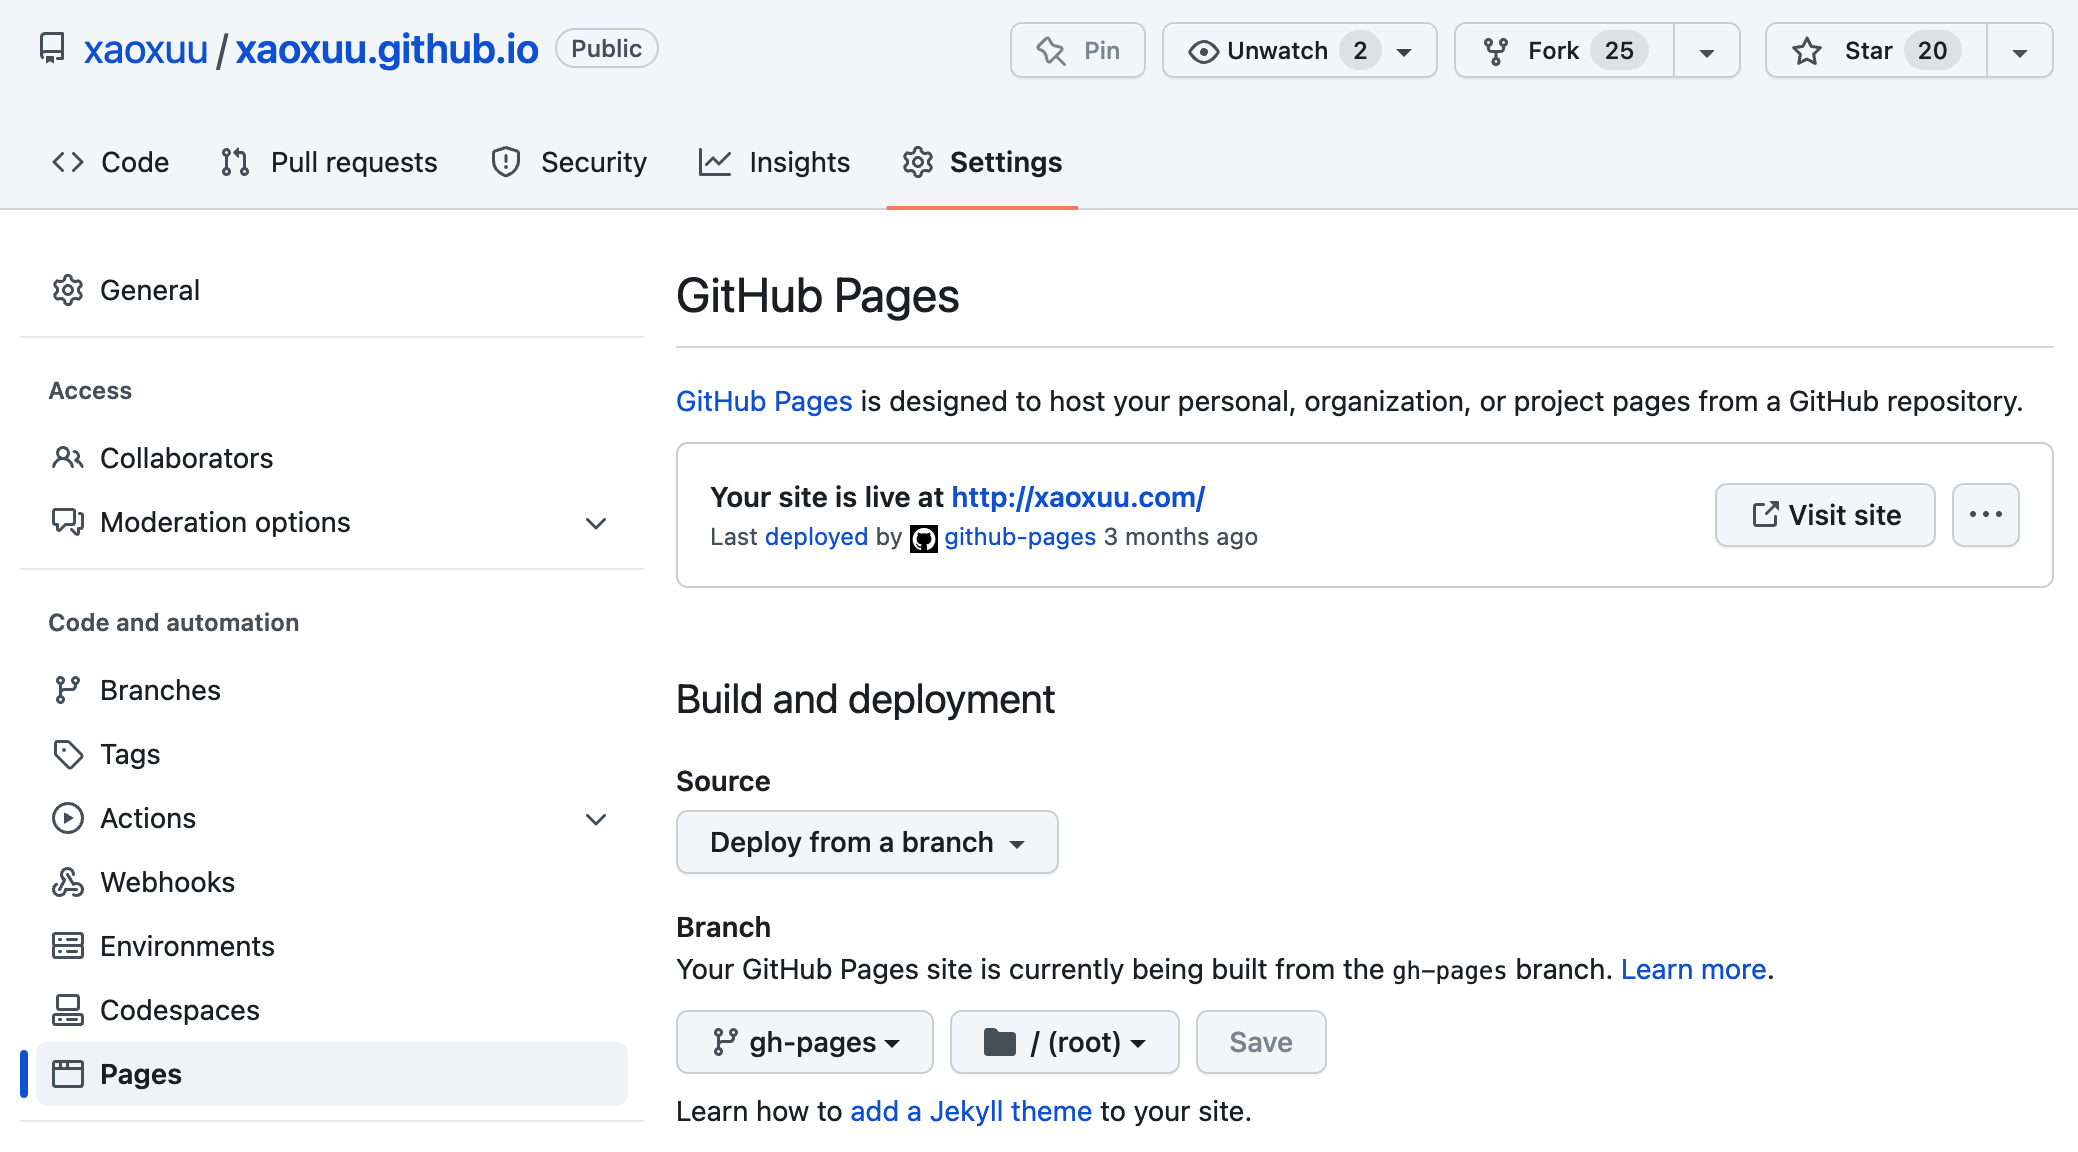 xaoxuu / xaoxuu.github.io Public Pin Unwatch 2 Fork 25 Star 20
Code Pull requests Security Insights Settings
General
Access
Collaborators
Moderation options
Code and automation
Branches
Tags
Actions
Webhooks
Environments
Codespaces
Pages
GitHub Pages
GitHub Pages is designed to host your personal, organization, or project pages from a GitHub repository.
Your site is live at http://xaoxuu.com/
Last deployed by github-pages 3 months ago
Visit site
Build and deployment
Source
Deploy from a branch
Branch
Your GitHub Pages site is currently being built from the gh-pages branch. Learn more.
gh-pages / (root) Save
Learn how to add a Jekyll theme to your site.